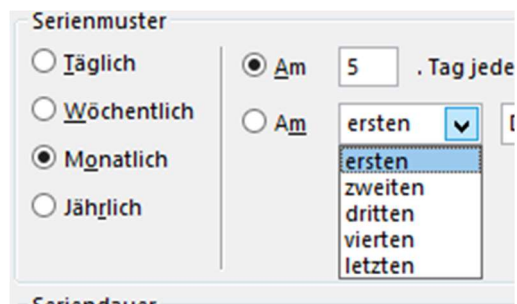 Serienmuster
Täglich
Wöchentlich
Monatlich
Jährlich
Am 5 . Tag jede
Am ersten
ersten
zweiten
dritten
vierten
letzten
Seriendauer